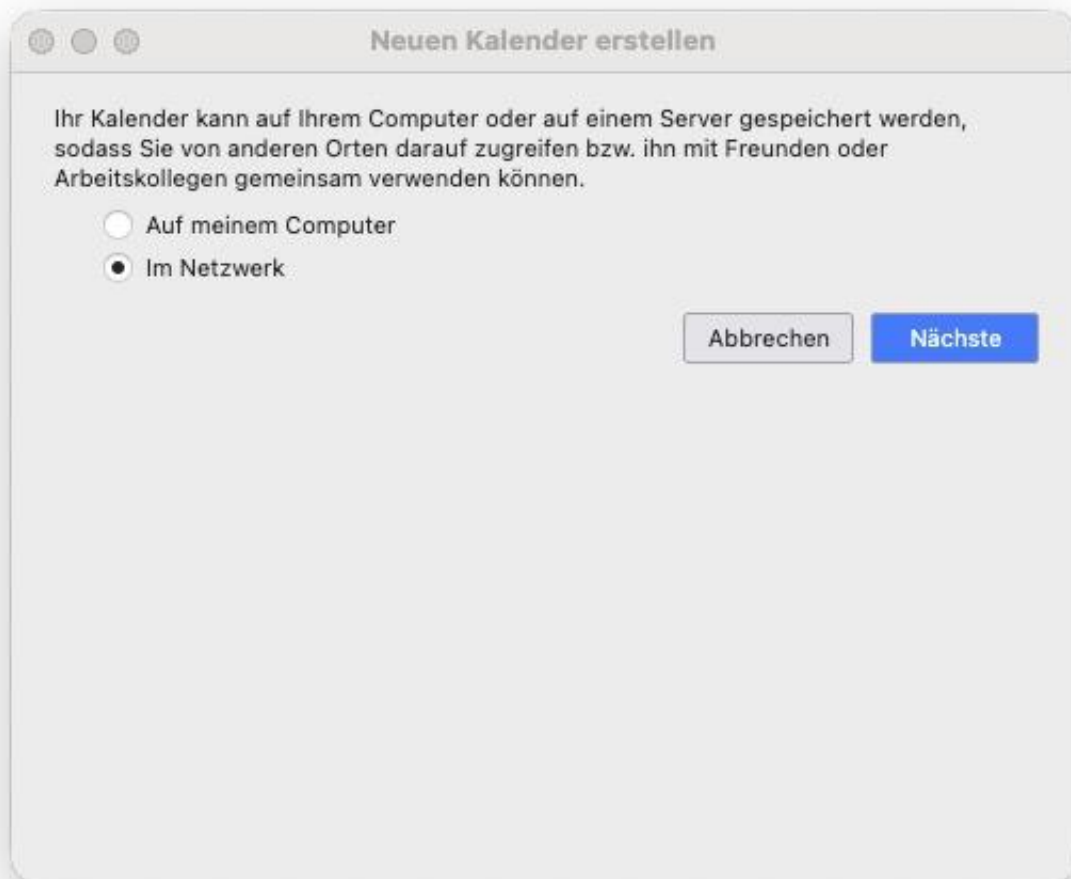 Neuen Kalender erstellen
Ihr Kalender kann auf Ihrem Computer oder auf einem Server gespeichert werden,
sodass Sie von anderen Orten darauf zugreifen bzw. ihn mit Freunden oder
Arbeitskollegen gemeinsam verwenden können.
Auf meinem Computer
Im Netzwerk
Abbrechen Nächste